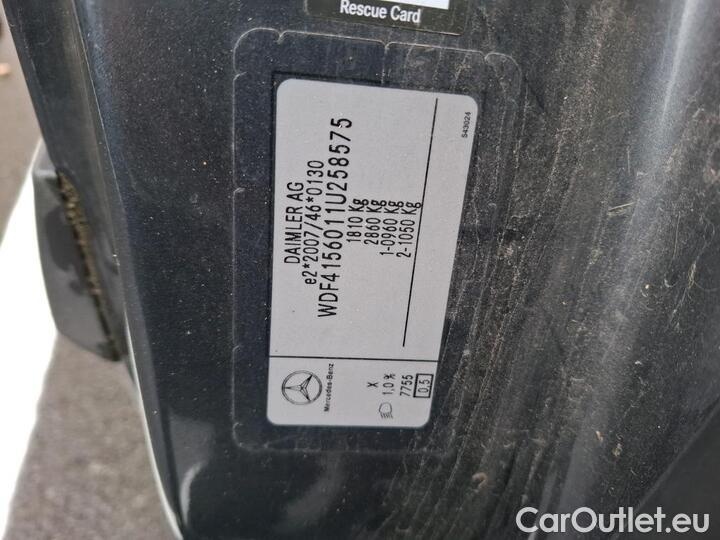 Rescue Card
DAIMLER AG
e2*2007/46*0130
WDF4156011U258575
1810 Kg
2860 Kg
1-0960 Kg
2-1050 Kg
543024
Mercedes-Benz
X
1,0 %
7755
0.5
CarOutlet.eu